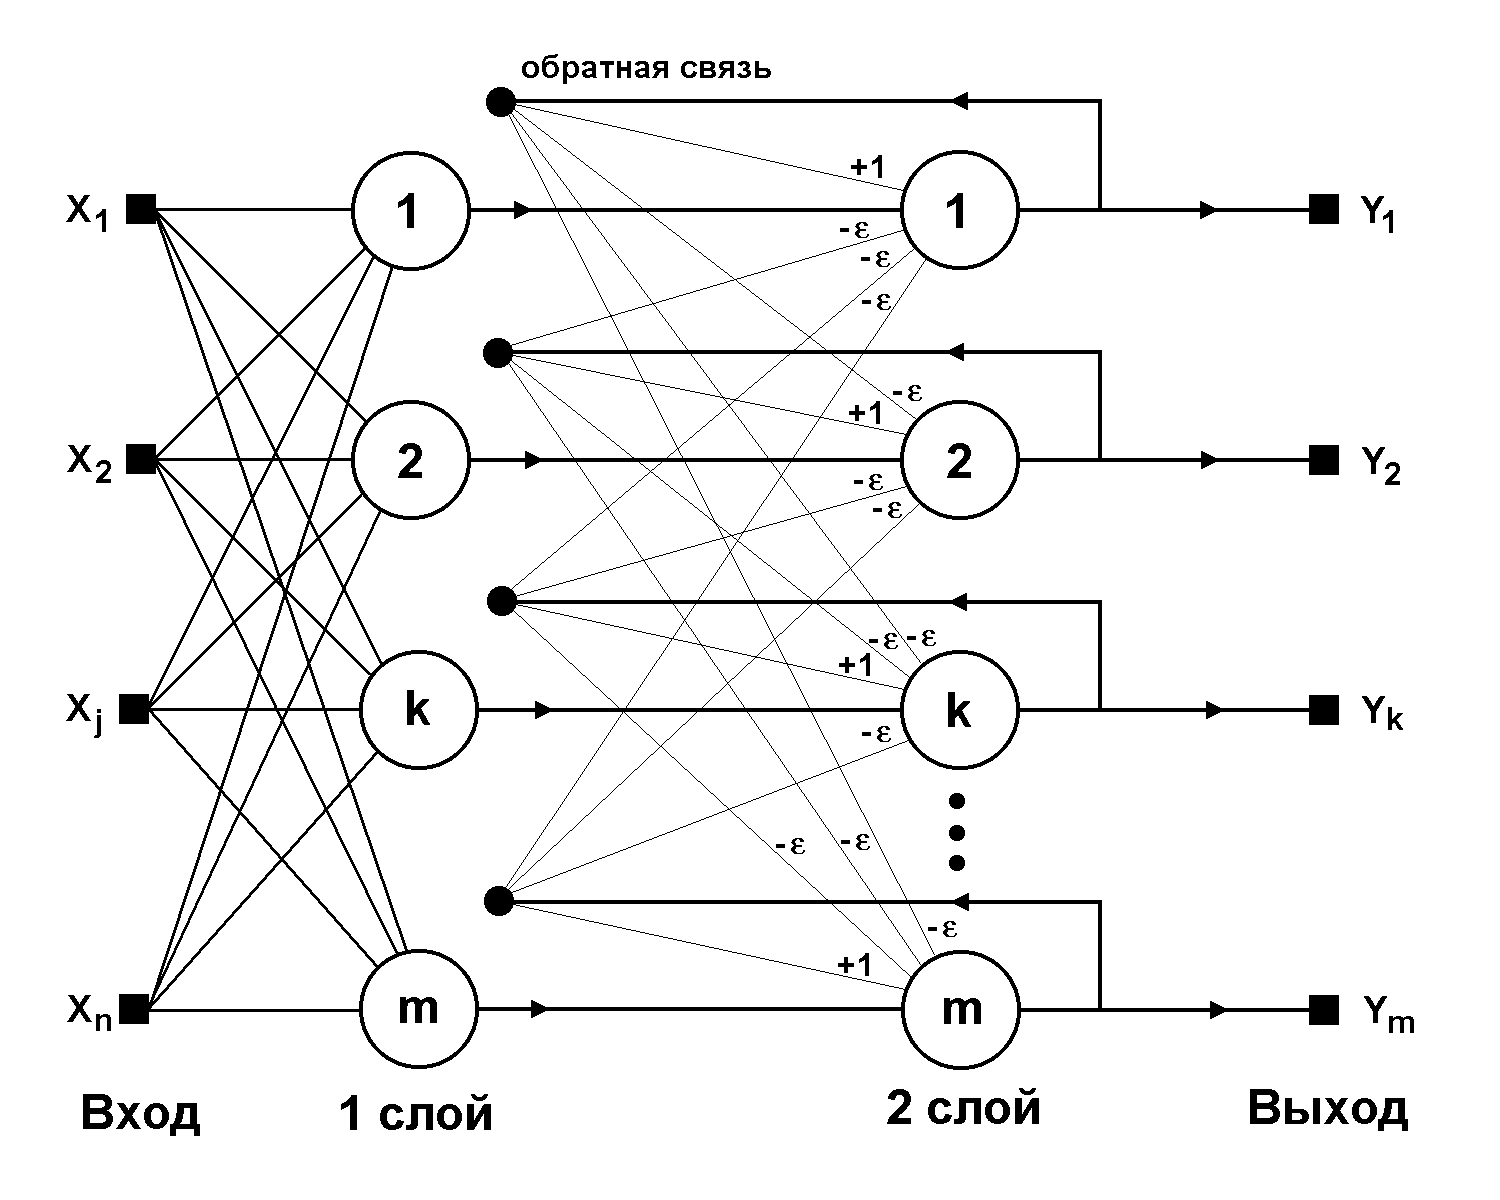 обратная связь
+1
X1 1 1 Y1
-ε
-ε
-ε
-ε
+1
X2 2 2 Y2
-ε
-ε
-ε -ε
+1
Xj k k Yk
-ε
-ε -ε
-ε
+1
Xn m m Ym
Вход 1 слой 2 слой Выход